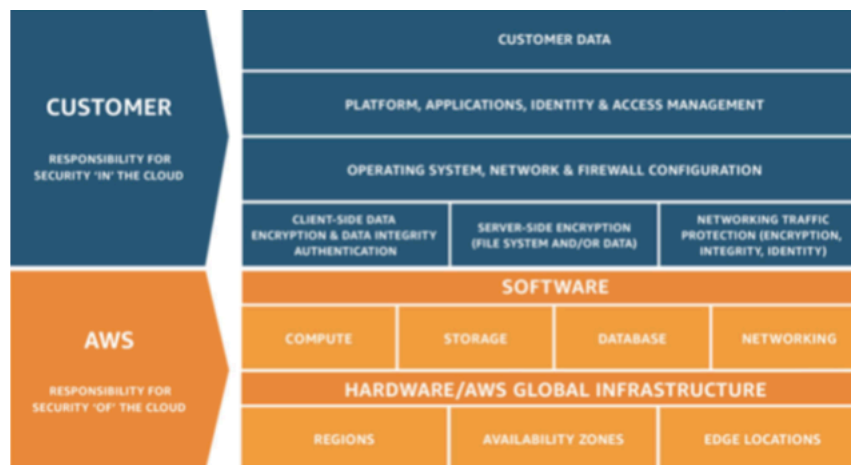 CUSTOMER
RESPONSIBILITY FOR
SECURITY 'IN' THE CLOUD
CUSTOMER DATA
PLATFORM, APPLICATIONS, IDENTITY & ACCESS MANAGEMENT
OPERATING SYSTEM, NETWORK & FIREWALL CONFIGURATION
CLIENT-SIDE DATA
ENCRYPTION & DATA INTEGRITY
AUTHENTICATION
SERVER-SIDE ENCRYPTION
(FILE SYSTEM AND/OR DATA)
NETWORKING TRAFFIC
PROTECTION (ENCRYPTION,
INTEGRITY, IDENTITY)
AWS
RESPONSIBILITY FOR
SECURITY 'OF' THE CLOUD
SOFTWARE
COMPUTE
STORAGE
DATABASE
NETWORKING
HARDWARE/AWS GLOBAL INFRASTRUCTURE
REGIONS
AVAILABILITY ZONES
EDGE LOCATIONS